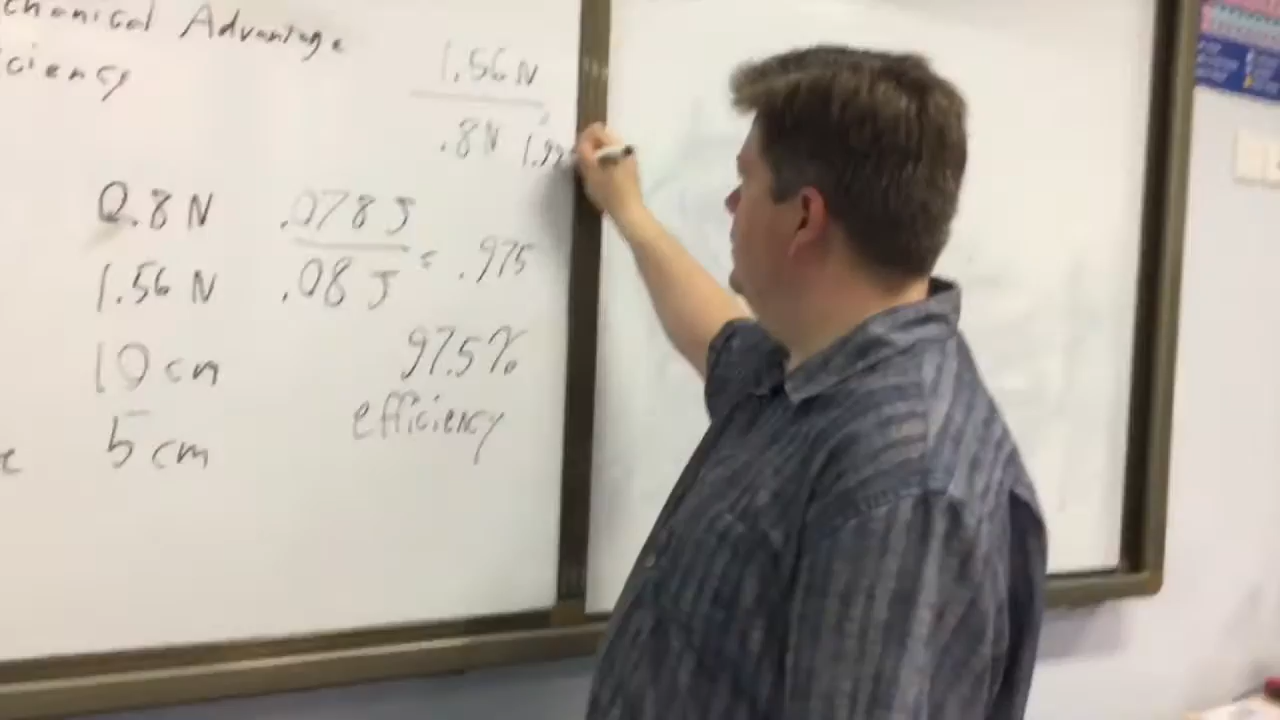 chanical Advantage
ciency
1.56 N
.8 N
0.8 N
.078 J
.08 J
= .975
1.56 N
97.5%
10 cm
efficiency
5 cm